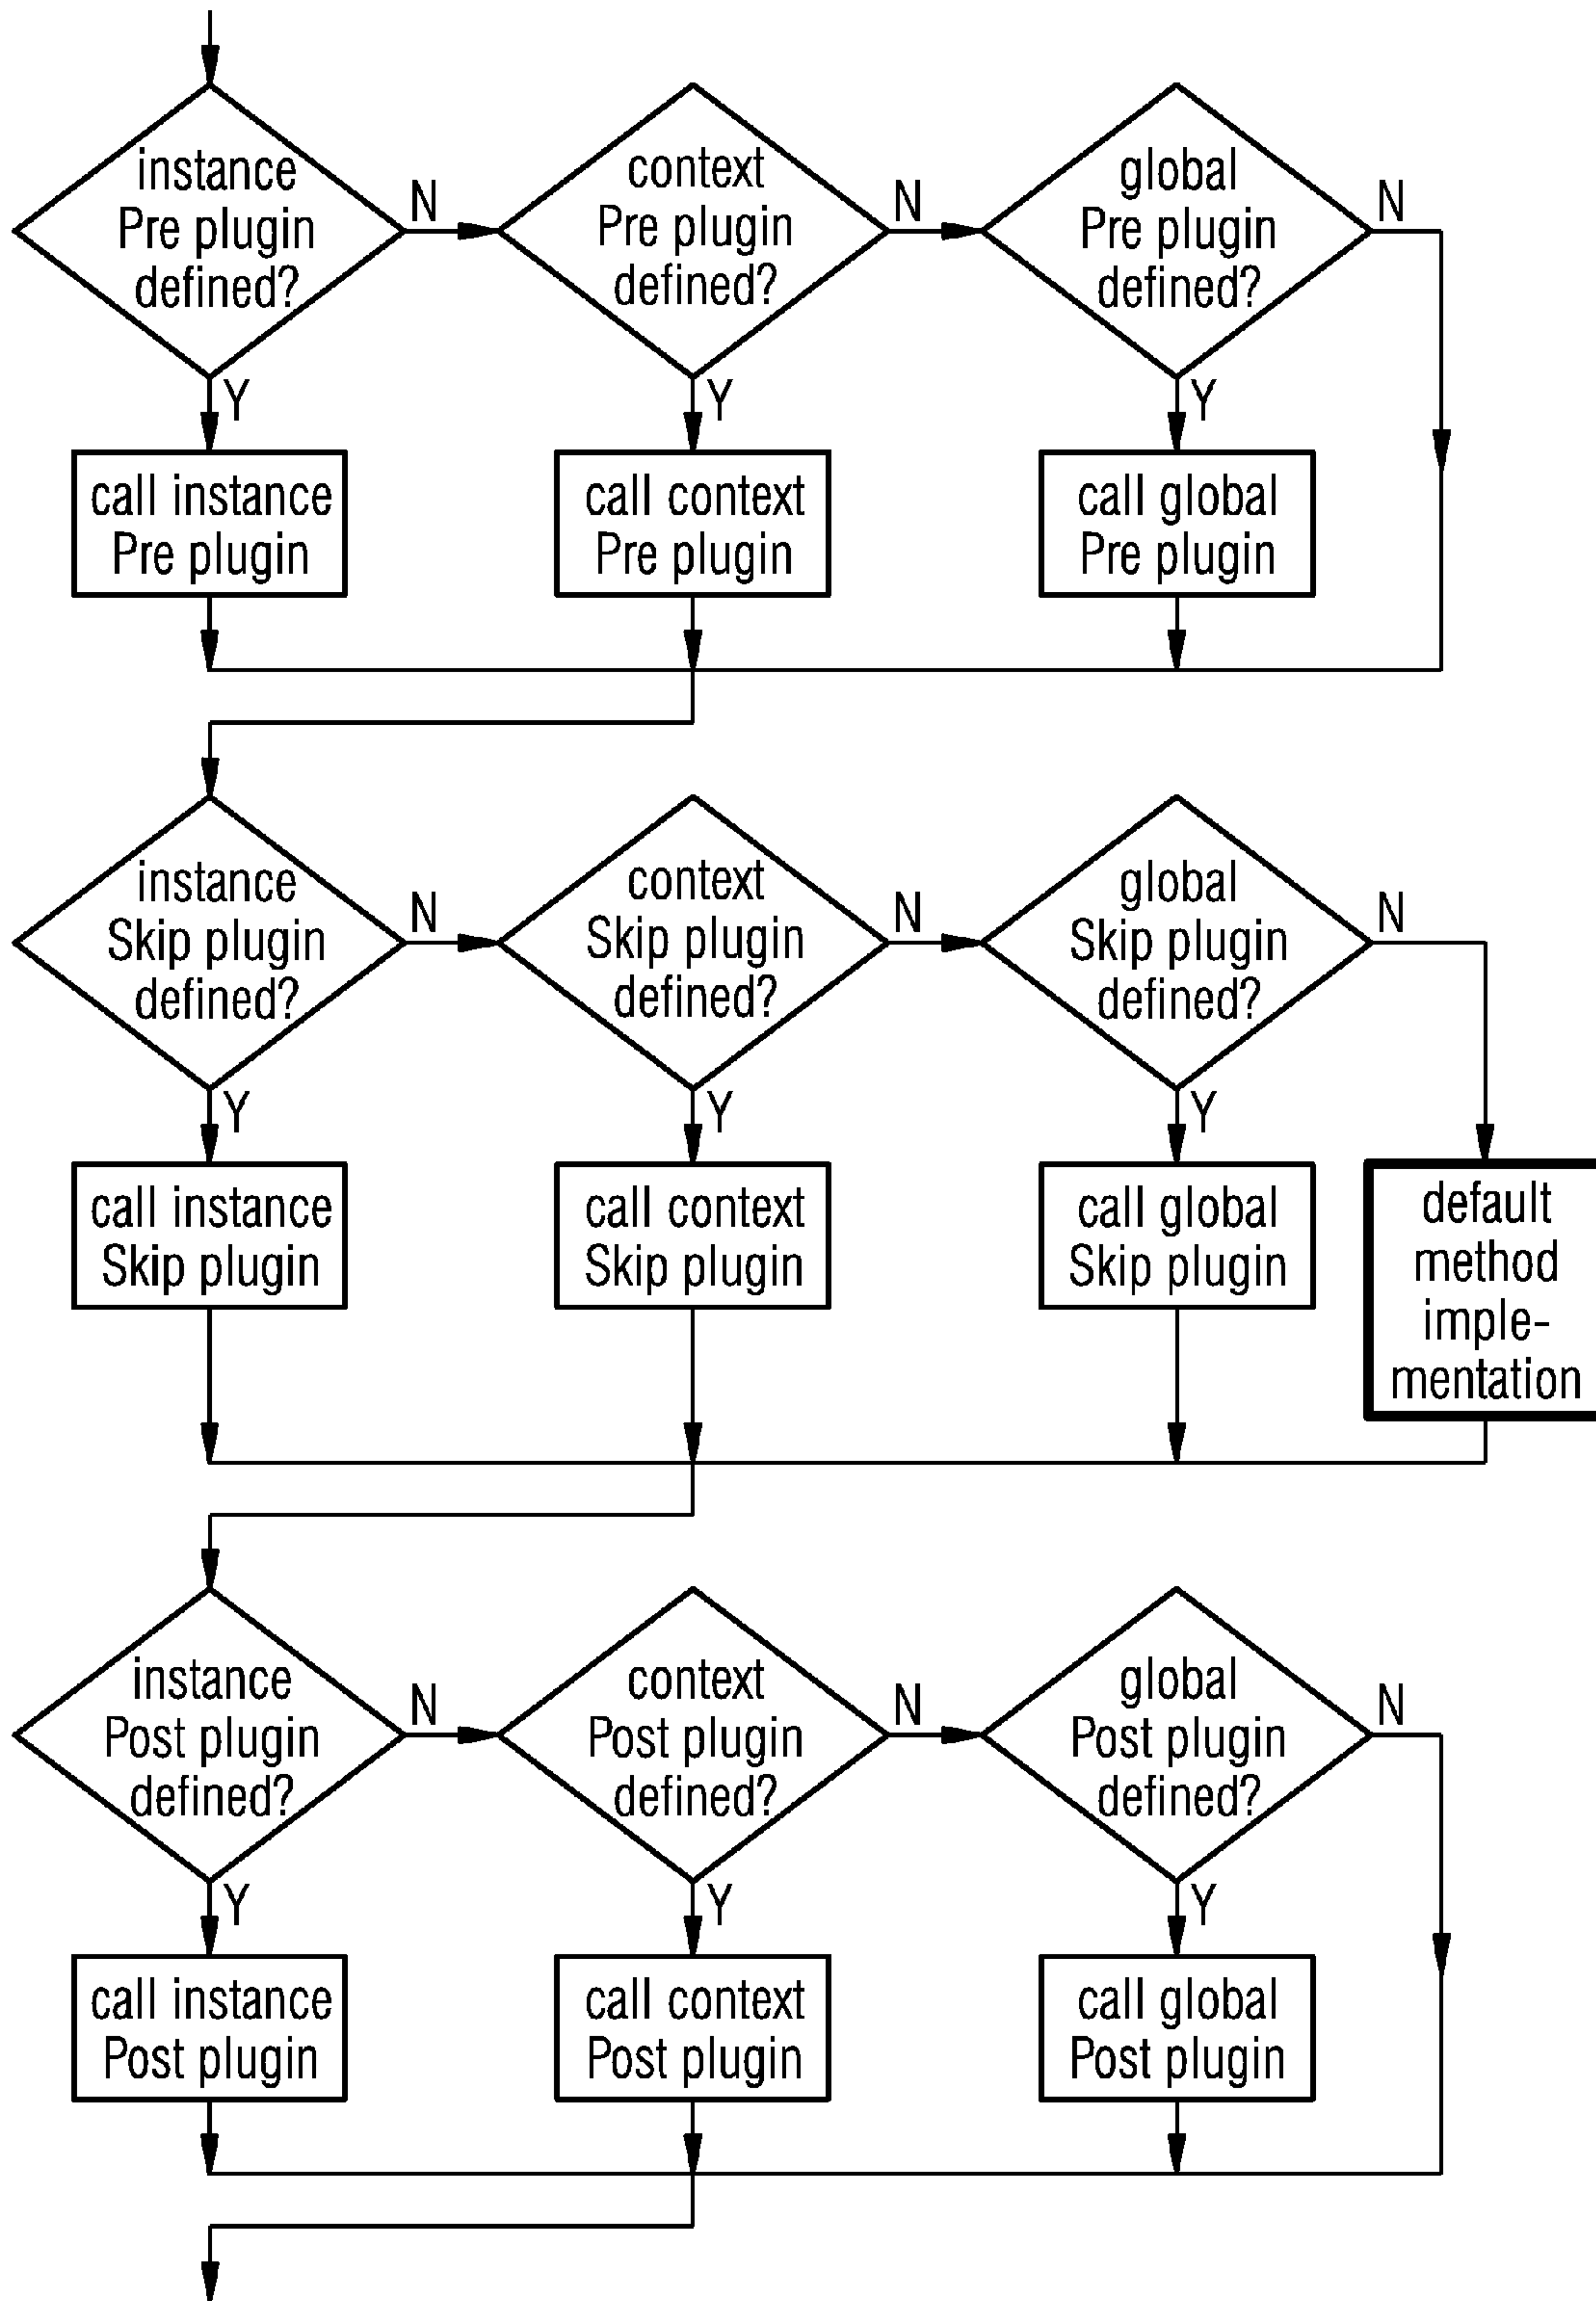 instance
Pre plugin
defined?
N
context
Pre plugin
defined?
N
global
Pre plugin
defined?
N
Y
Y
Y
call instance
Pre plugin
call context
Pre plugin
call global
Pre plugin
instance
Skip plugin
defined?
N
context
Skip plugin
defined?
N
global
Skip plugin
defined?
N
Y
Y
Y
call instance
Skip plugin
call context
Skip plugin
call global
Skip plugin
default
method
imple-
mentation
instance
Post plugin
defined?
N
context
Post plugin
defined?
N
global
Post plugin
defined?
N
Y
Y
Y
call instance
Post plugin
call context
Post plugin
call global
Post plugin